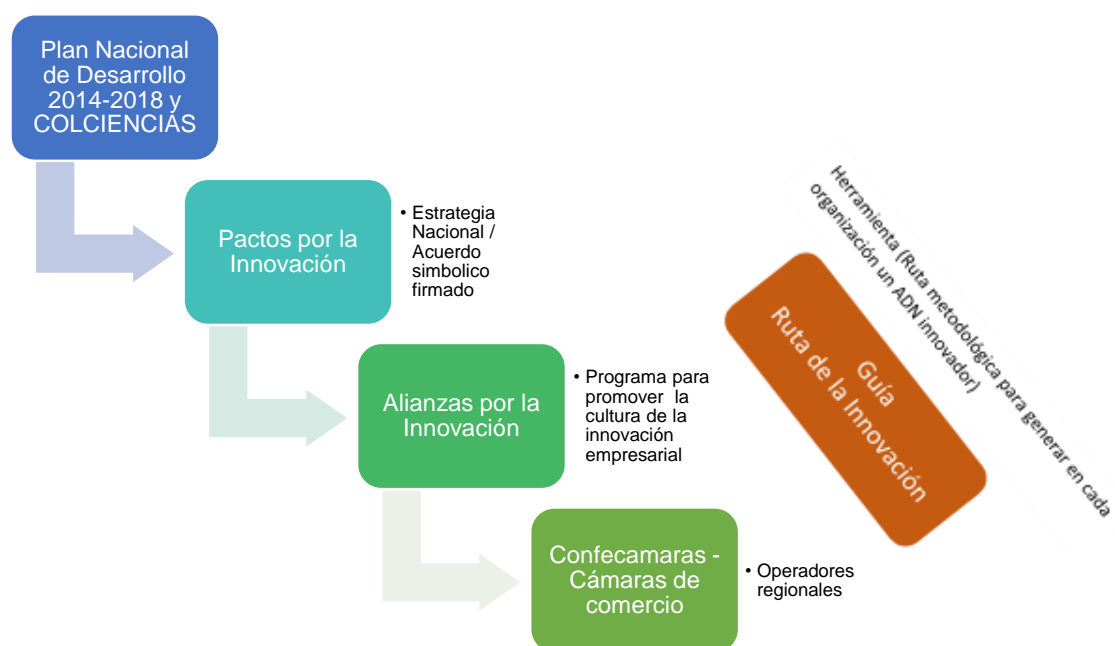 Plan Nacional
de Desarrollo
2014-2018 y
COLCIENCIAS
Pactos por la
Innovación
• Estrategia
Nacional /
Acuerdo
simbolico
firmado
Alianzas por la
Innovación
• Programa para
promover la
cultura de la
innovación
empresarial
Confecamaras -
Cámaras de
comercio
• Operadores
regionales
Herramienta (Ruta metodológica para generar en cada
organización un ADN innovador)
Guía
Ruta de la Innovación